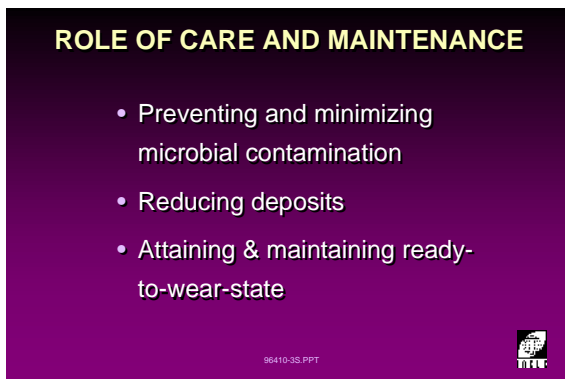 ROLE OF CARE AND MAINTENANCE
• Preventing and minimizing
microbial contamination
• Reducing deposits
• Attaining & maintaining ready-
to-wear-state
96410-3S.PPT